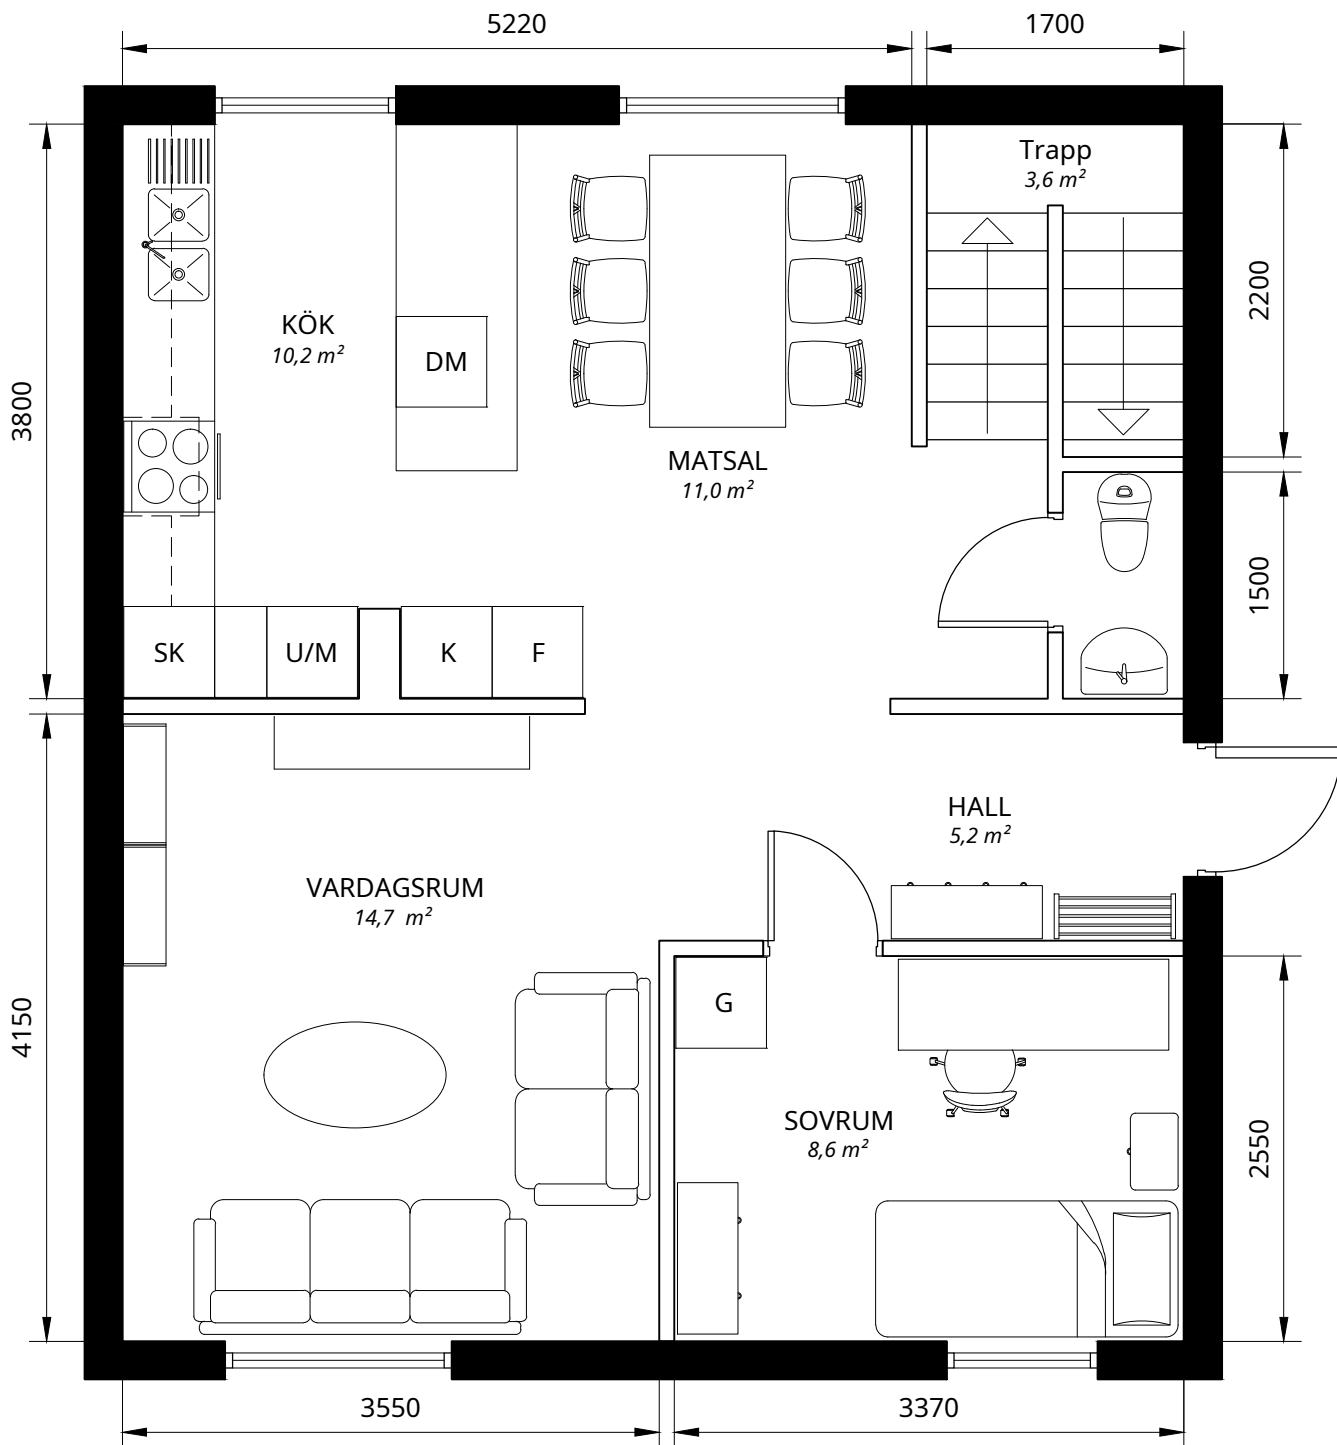 5220
1700
Trapp
3,6 m²
2200
KÖK
10,2 m²
DM
3800
MATSAL
11,0 m²
1500
SK
U/M
K
F
HALL
5,2 m²
VARDAGSRUM
14,7 m²
G
4150
SOVRUM
8,6 m²
2550
3550
3370